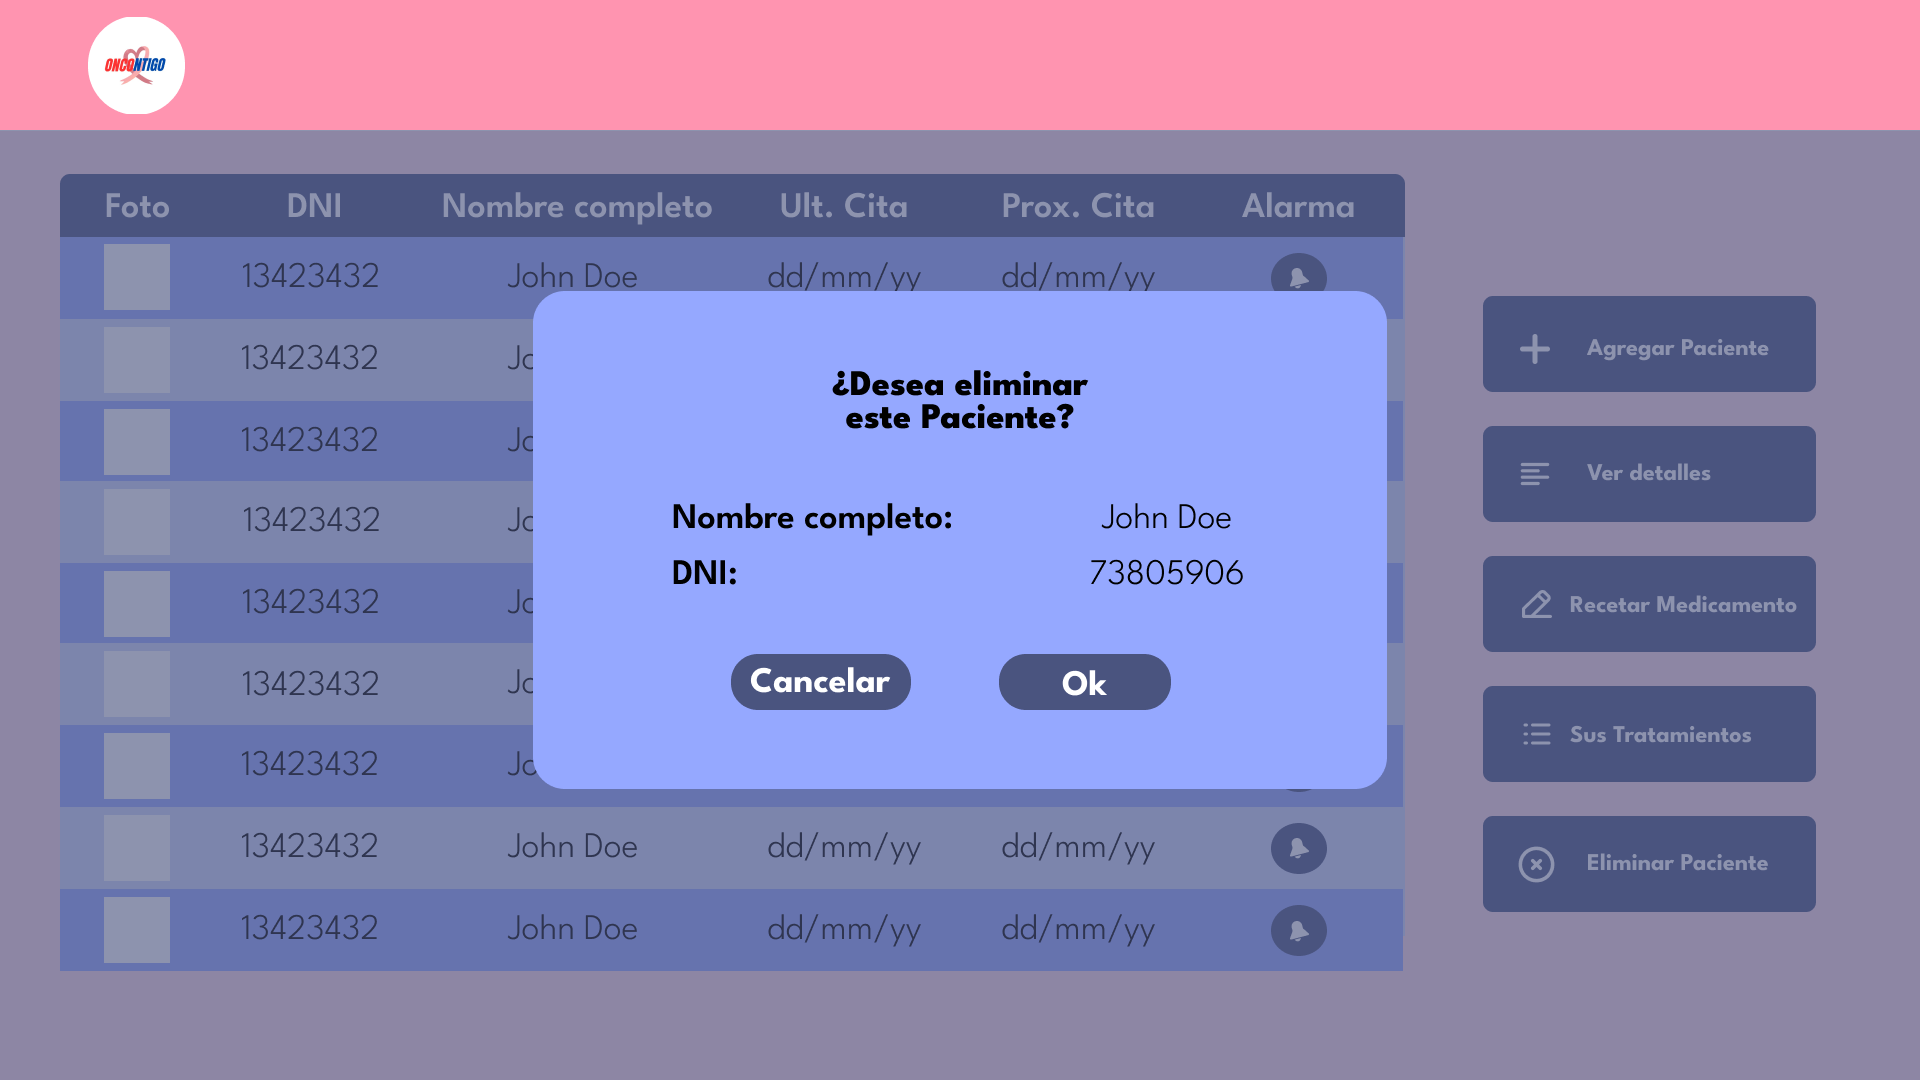 ONCONTIGO
Foto DNI Nombre completo Ult. Cita Prox. Cita Alarma
13423432 John Doe dd/mm/yy dd/mm/yy
13423432 Jo
13423432 Jo
13423432 Jo
13423432 Jo
13423432 Jo
13423432 Jo
13423432 John Doe dd/mm/yy dd/mm/yy
13423432 John Doe dd/mm/yy dd/mm/yy
¿Desea eliminar
este Paciente?
Nombre completo: John Doe
DNI: 73805906
Cancelar Ok
Agregar Paciente
Ver detalles
Recetar Medicamento
Sus Tratamientos
Eliminar Paciente